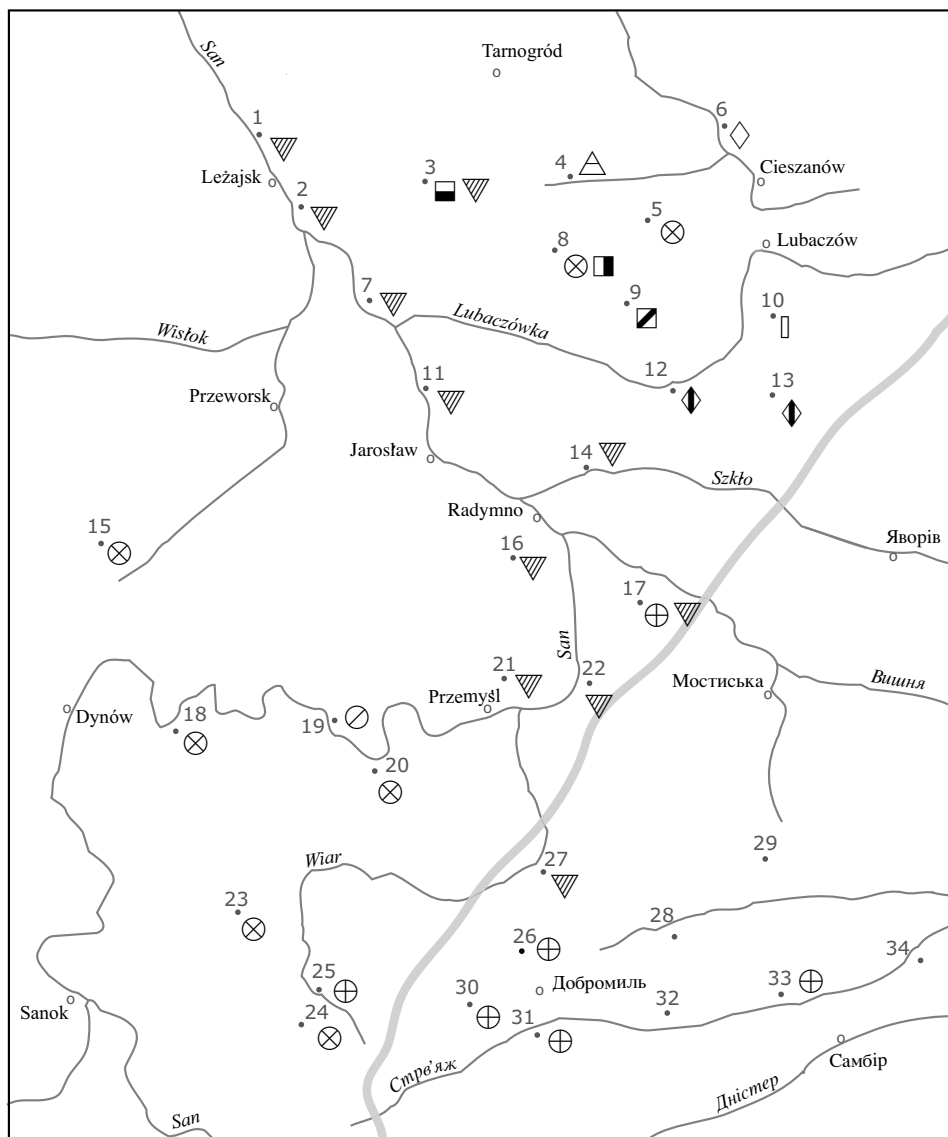 San
Tarnogród
1
6
3
4
Cieszanów
Leżajsk
2
5
8
Lubaczów
7
9
10
Wisłok
Lubaczówka
11
12
13
Przeworsk
Jarosław
14
Szkło
Radymno
15
16
Яворів
17
San
21
22
Мостиська
Вишня
Dynów
18
19
Przemyśl
20
Wiar
27
29
23
26
28
34
25
Добромиль
33
Sanok
24
30
31
32
Стрв'яж
Самбір
Дністер
San